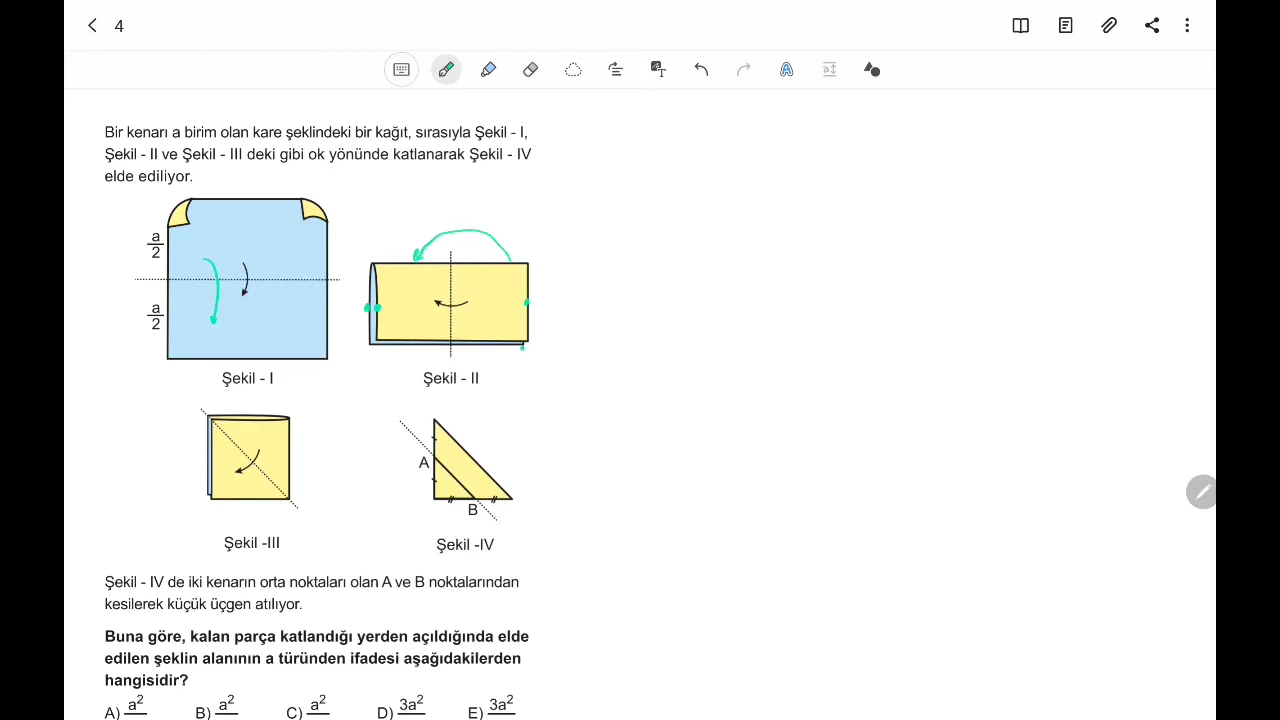 4
Bir kenarı a birim olan kare şeklindeki bir kağıt, sırasıyla Şekil - I,
Şekil - II ve Şekil - III deki gibi ok yönünde katlanarak Şekil - IV
elde ediliyor.
a
2
a
2
Şekil - I
Şekil - II
A
B
Şekil -III
Şekil -IV
Şekil - IV de iki kenarın orta noktaları olan A ve B noktalarından
kesilerek küçük üçgen atılıyor.
Buna göre, kalan parça katlandığı yerden açıldığında elde
edilen şeklin alanının a türünden ifadesi aşağıdakilerden
hangisidir?
A) a² B) a² C) a² D) 3a² E) 3a²